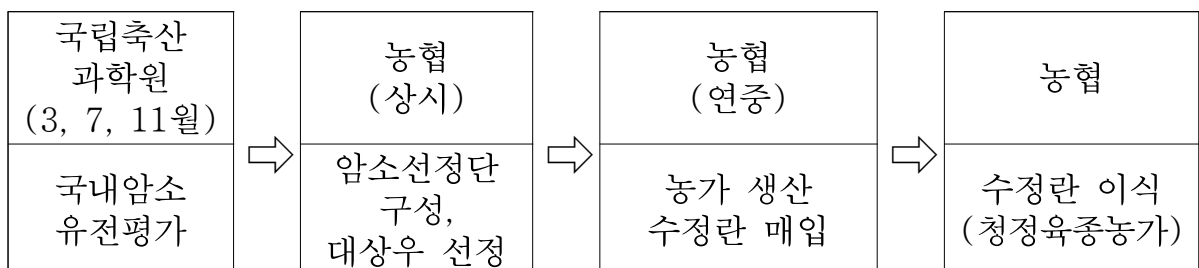 국립축산
과학원
(3, 7, 11월)
국내암소
유전평가
농협
(상시)
암소선정단
구성,
대상우 선정
농협
(연중)
농가 생산
수정란 매입
농협
수정란 이식
(청정육종농가)